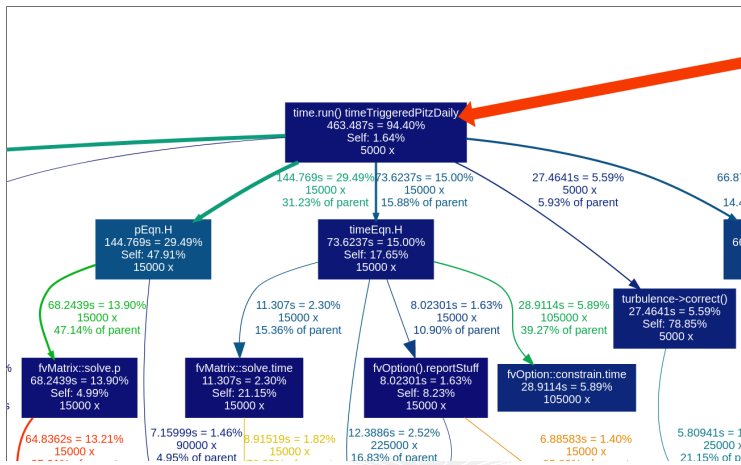 time.run() timeTriggeredPitzDaily
463.487s = 94.40%
Self: 1.64%
5000 x
144.769s = 29.49%
15000 x
31.23% of parent
73.6237s = 15.00%
15000 x
15.88% of parent
27.4641s = 5.59%
5000 x
5.93% of parent
66.87
14.4
pEqn.H
144.769s = 29.49%
Self: 47.91%
15000 x
timeEqn.H
73.6237s = 15.00%
Self: 17.65%
15000 x
66
68.2439s = 13.90%
15000 x
47.14% of parent
11.307s = 2.30%
15000 x
15.36% of parent
8.02301s = 1.63%
15000 x
10.90% of parent
28.9114s = 5.89%
105000 x
39.27% of parent
turbulence->correct()
27.4641s = 5.59%
Self: 78.85%
5000 x
%
s
fvMatrix::solve.p
68.2439s = 13.90%
Self: 4.99%
15000 x
fvMatrix::solve.time
11.307s = 2.30%
Self: 21.15%
15000 x
fvOption().reportStuff
8.02301s = 1.63%
Self: 8.23%
15000 x
fvOption::constrain.time
28.9114s = 5.89%
105000 x
64.8362s = 13.21%
15000 x
7.15999s = 1.46%
90000 x
4.95% of parent
8.91519s = 1.82%
15000 x
12.3886s = 2.52%
225000 x
16.83% of parent
6.88583s = 1.40%
15000 x
5.80941s = 1
25000
21.15% of